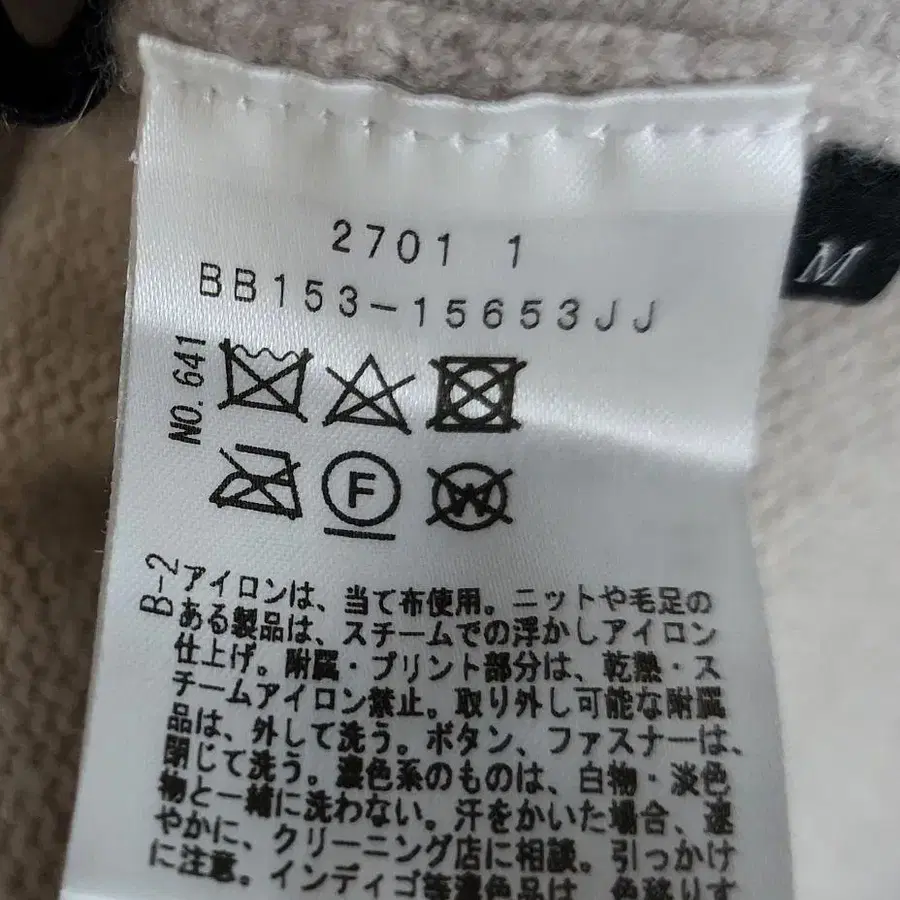 2701 1
BB153-15653JJ
M
NO.641
F
W
B-2
アイロンは、当て布使用。ニットや毛足の
ある製品は、スチームでの浮かしアイロン
仕上げ。附属・プリント部分は、乾熱・ス
チームアイロン禁止。取り外し可能な附属
品は、外して洗う。ボタン、ファスナーは、
閉じて洗う。濃色系のものは、白物・淡色
物と一緒に洗わない。汗をかいた場合、速
やかに、クリーニング店に相談。引っかけ
に注意。インディゴ等濃色品は、色移りす